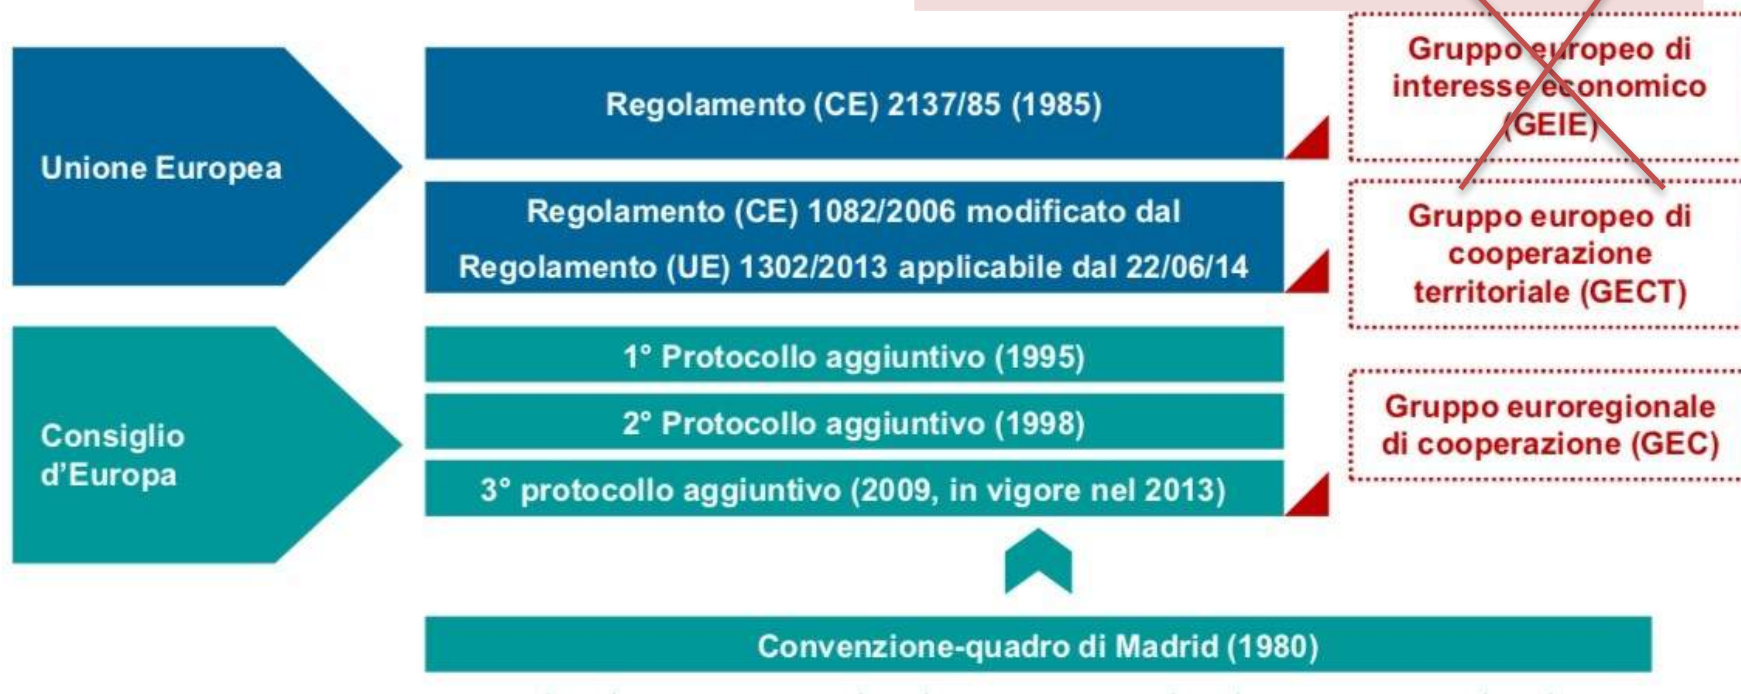 Unione Europea
Regolamento (CE) 2137/85 (1985)
Gruppo europeo di
interesse economico
(GEIE)
Regolamento (CE) 1082/2006 modificato dal
Regolamento (UE) 1302/2013 applicabile dal 22/06/14
Gruppo europeo di
cooperazione
territoriale (GECT)
Consiglio
d'Europa
1° Protocollo aggiuntivo (1995)
2° Protocollo aggiuntivo (1998)
3° protocollo aggiuntivo (2009, in vigore nel 2013)
Gruppo euroregionale
di cooperazione (GEC)
Convenzione-quadro di Madrid (1980)